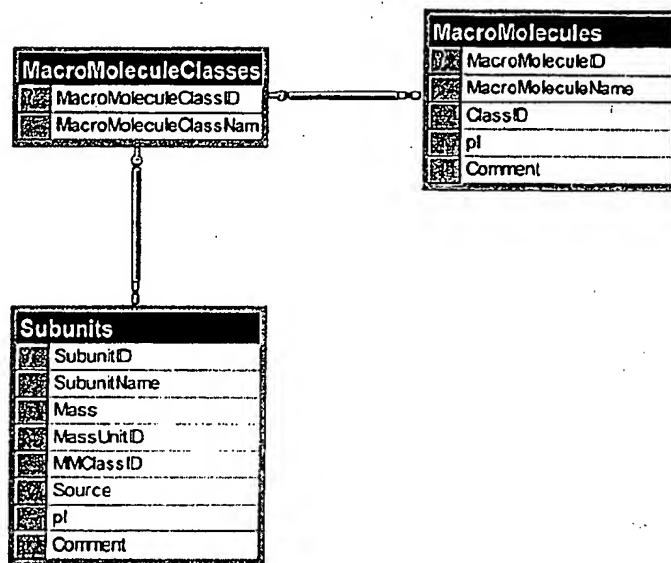 MacroMoleculeClasses
MacroMoleculeClassID
MacroMoleculeClassNam
MacroMolecules
MacroMoleculeID
MacroMoleculeName
ClassID
pI
Comment
Subunits
SubunitID
SubunitName
Mass
MassUnitID
MMClassID
Source
pI
Comment